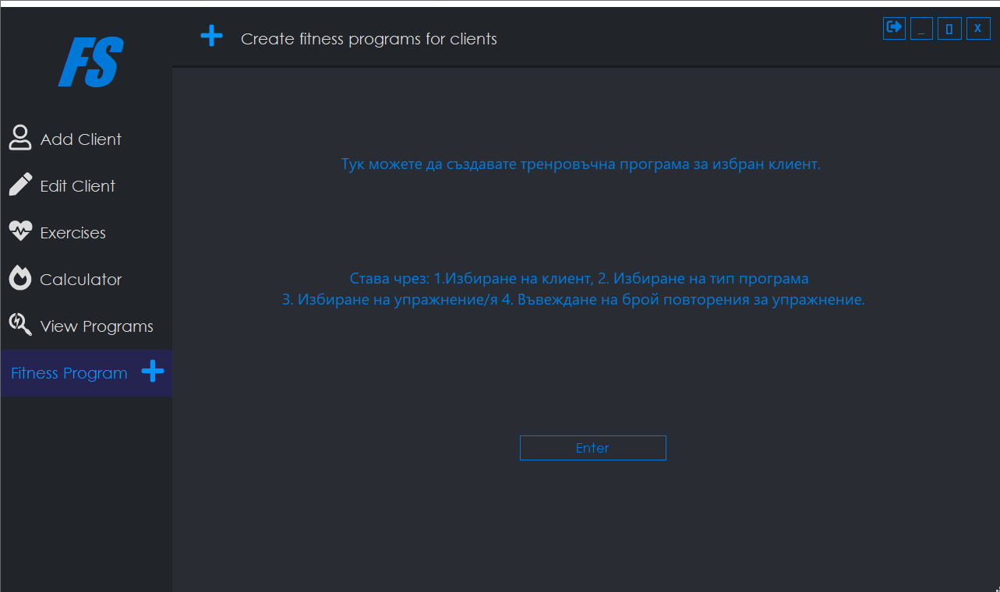 FS
Create fitness programs for clients
_
[]
X
Add Client
Edit Client
Exercises
Calculator
View Programs
Fitness Program
Тук можете да създавате тренровъчна програма за избран клиент.
Става чрез: 1.Избиране на клиент, 2. Избиране на тип програма
3. Избиране на упражнение/я 4. Въвеждане на брой повторения за упражнение.
Enter